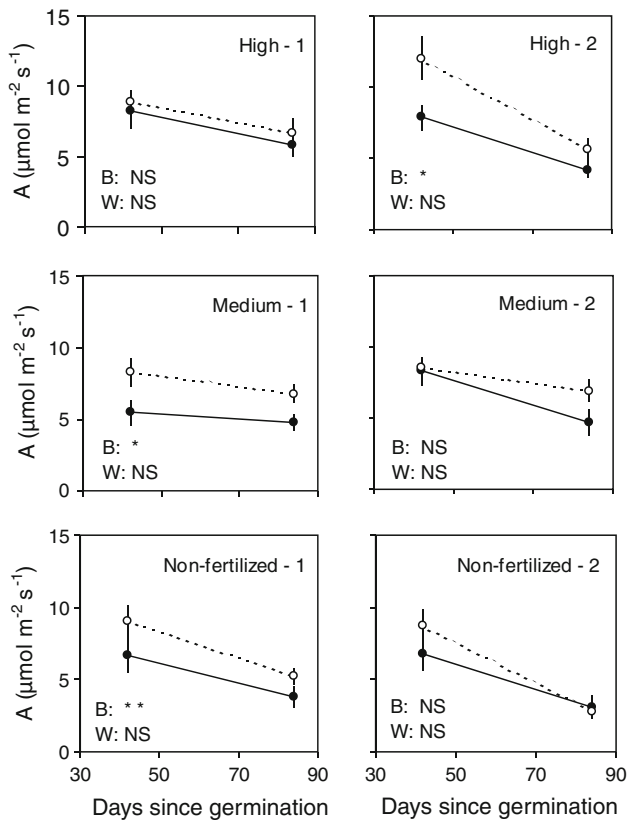 15
10
5
0
A (µmol m⁻² s⁻¹)
High - 1
B: NS
W: NS
High - 2
B: *
W: NS
15
10
5
0
A (µmol m⁻² s⁻¹)
Medium - 1
B: *
W: NS
Medium - 2
B: NS
W: NS
15
10
5
0
A (µmol m⁻² s⁻¹)
Non-fertilized - 1
B: * *
W: NS
30 50 70 90
Days since germination
Non-fertilized - 2
B: NS
W: NS
30 50 70 90
Days since germination